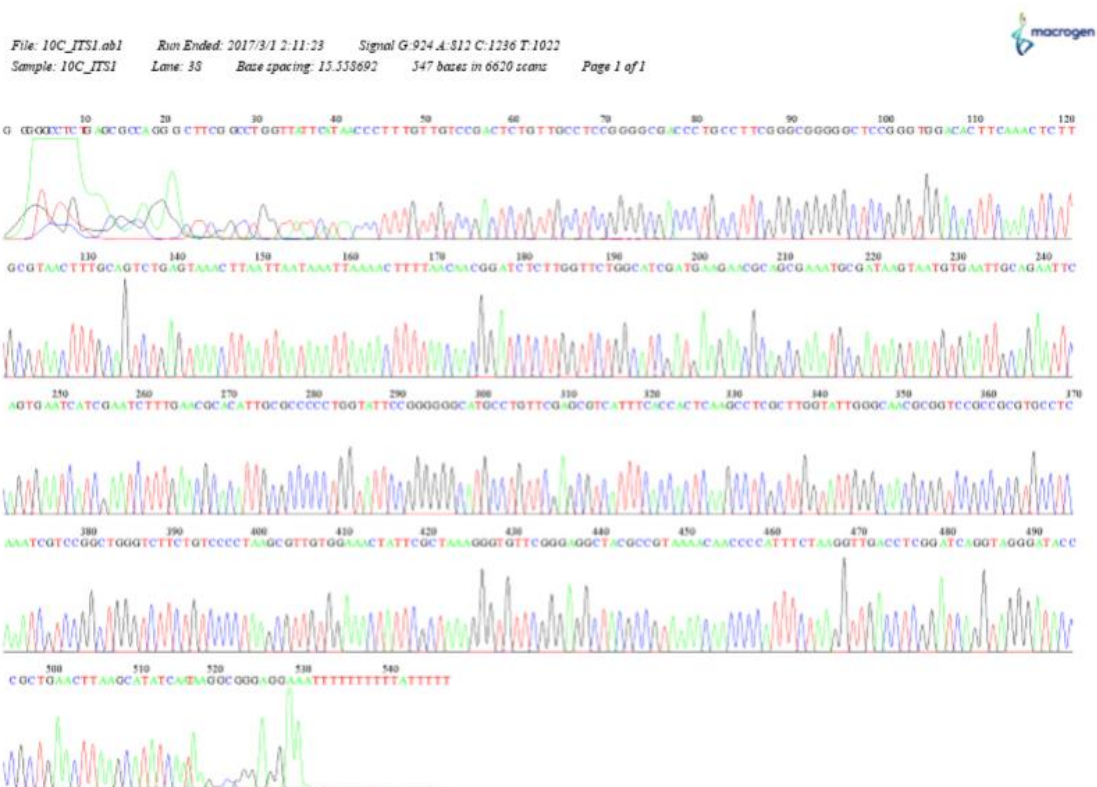 macrogen
File: 10C_ITS1.ab1 Run Ended: 2017/3/1 2:11:23 Signal G:924 A:812 C:1236 T:1022
Sample: 10C_ITS1 Lane: 38 Base spacing: 15.558692 547 bases in 6620 scans Page 1 of 1
10 20 30 40 50 60 70 80 90 100 110 120
AGCGCCAGGGCTTCGGCCTGGTTATTCATAACCCTTTGTTGTCCGACTCTGTTGCCTCCGGGGCGACCCTGCCTTCGGGCGGGGGCTCCGGGTGGACACTTCAAACTCTT
130 140 150 160 170 180 190 200 210 220 230 240
GCGTAACTTTGCAGTCTGAGTAAACTTAATTAATAAATTAAAACTTTTAACAACGGATCTCTTGGTTCTGGCATCGATGAAGAACGCAGCGAAATGCGATAAGTAATGTGAATTGCAGAATTC
250 260 270 280 290 300 310 320 330 340 350 360 370
AGTGAATCATCGAATCTTTGAACGCACATTGCGCCCCCTGGTATTCCGGGGGGCATGCCTGTTCGAGCGTCATTTCACCACTCAAGCCTCGCTTGGTATTGGGCAACGCGGTCCGCCGCGTGCCTC
380 390 400 410 420 430 440 450 460 470 480 490
AAATCGTCCGGCTGGGTCTTCTGTCCCCTAAGCGTTGTGGAAACTATTCGCTAAAGGGTGTTCGGGAGGCTACGCCGTAAAACAACCCCATTTCTAAGGTTGACCTCGGATCAGGTAGGGATACC
500 510 520 530 540
CGCTGAACTTAAGCATATCAATAAGGCGGGAGGAAATTTTTTTTTTATTTTT